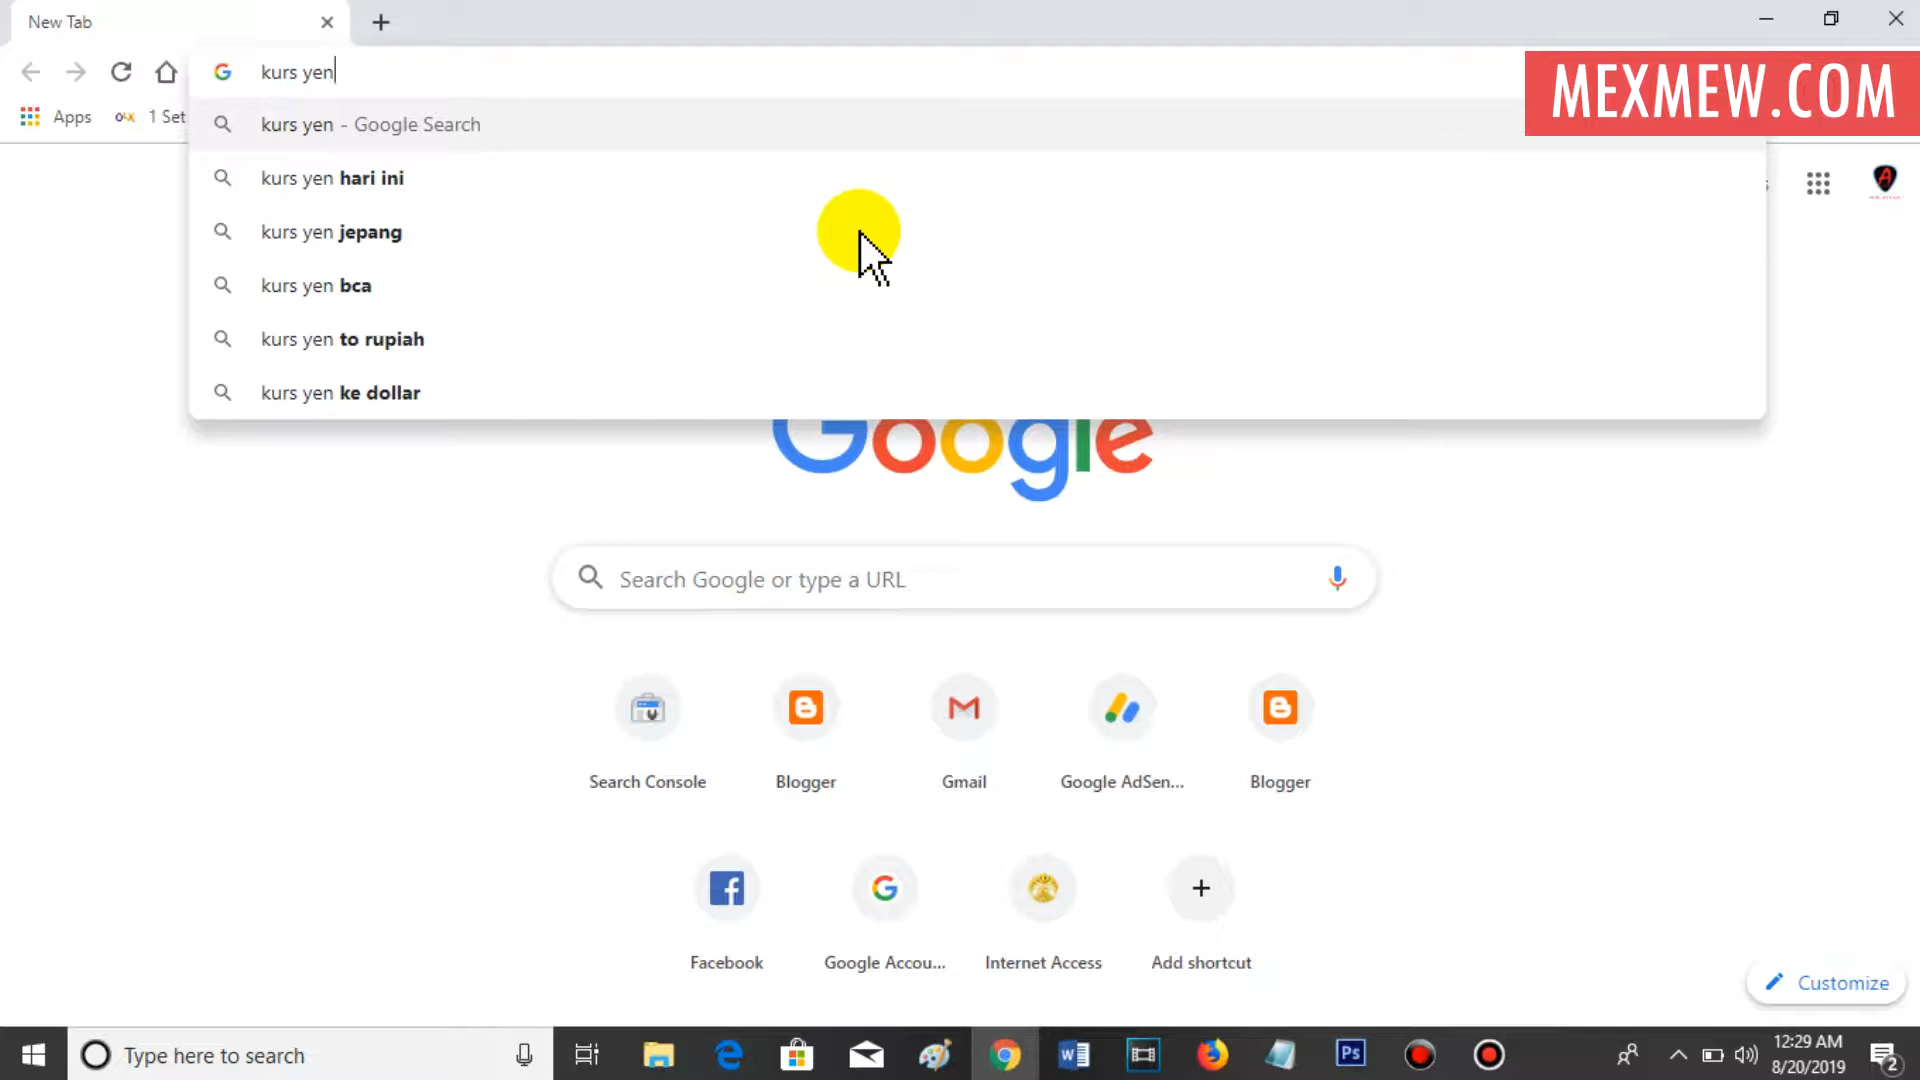 New Tab
kurs yen
MEXMEW.COM
Apps
1 Set
kurs yen - Google Search
kurs yen hari ini
kurs yen jepang
kurs yen bca
kurs yen to rupiah
kurs yen ke dollar
Google
Search Google or type a URL
Search Console
Blogger
Gmail
Google AdSen...
Blogger
Facebook
Google Accou...
Internet Access
Add shortcut
Customize
Type here to search
12:29 AM
8/20/2019
2